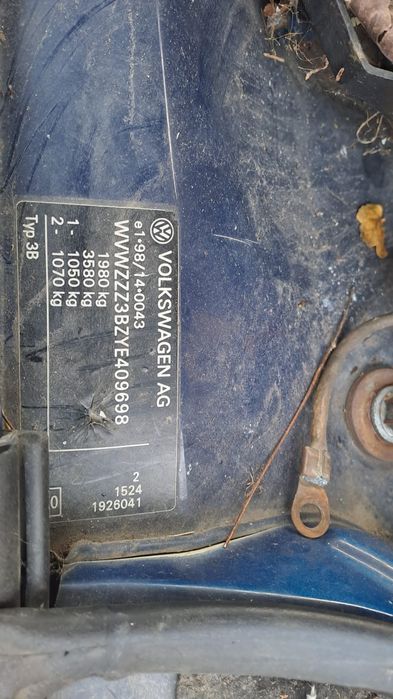 VOLKSWAGEN AG
e1*98/14*0043
WVWZZZ3BZYE409698
1980 kg
3580 kg
1- 1050 kg
2- 1070 kg
Typ 3B
2
1524
1926041
0